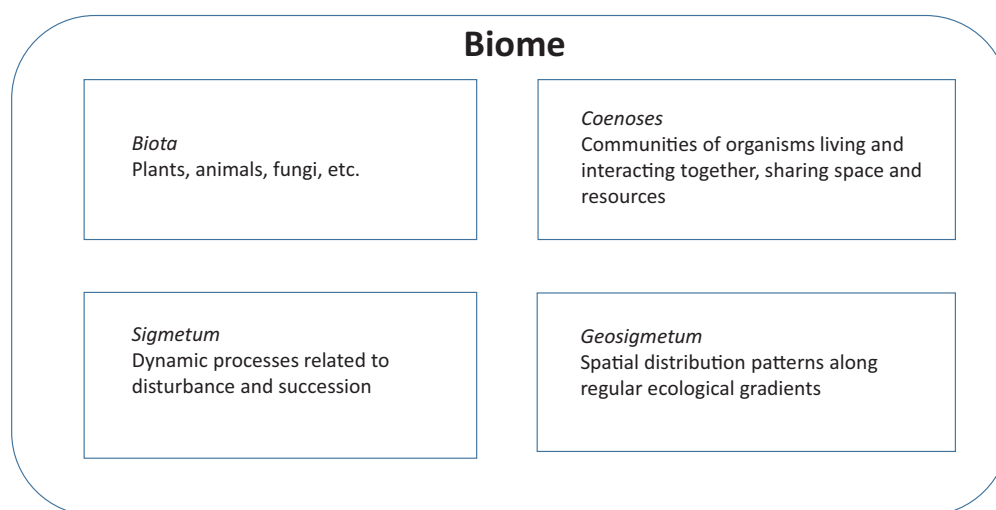 Biome
Biota
Plants, animals, fungi, etc.
Coenoses
Communities of organisms living and
interacting together, sharing space and
resources
Sigmetum
Dynamic processes related to
disturbance and succession
Geosigmetum
Spatial distribution patterns along
regular ecological gradients